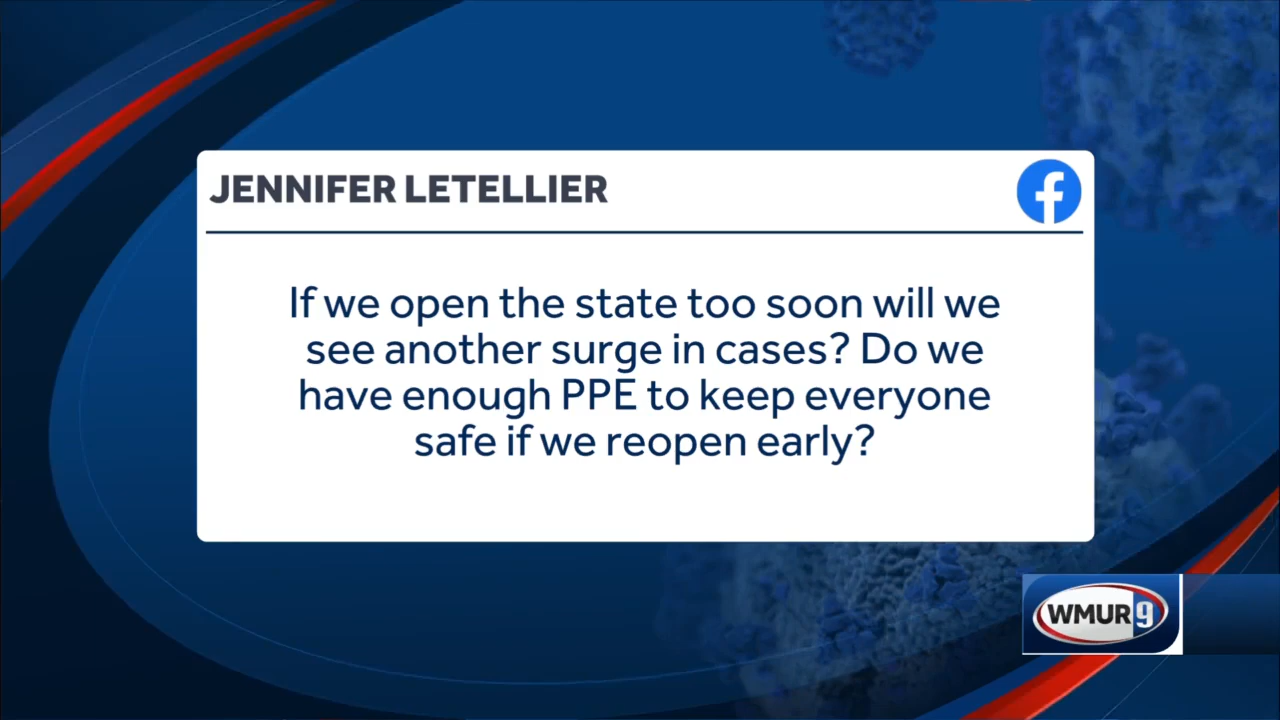 JENNIFER LETELLIER
If we open the state too soon will we
see another surge in cases? Do we
have enough PPE to keep everyone
safe if we reopen early?
WMUR9